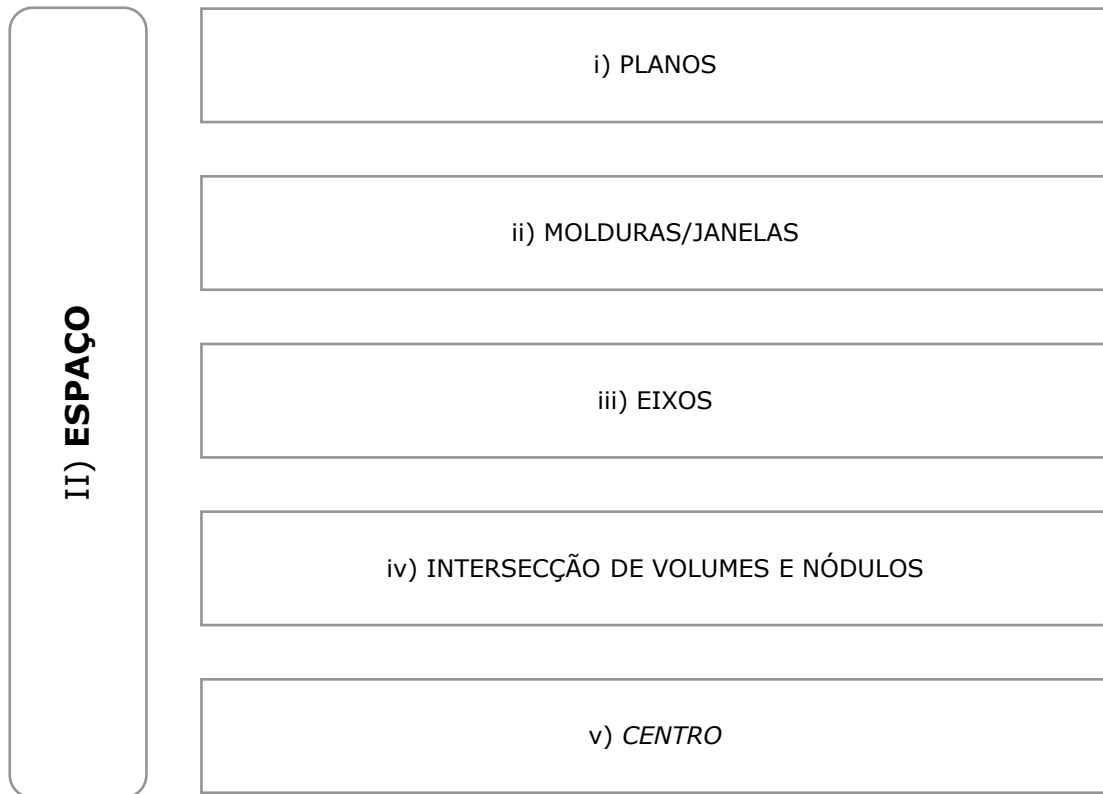 II) ESPAÇO
i) PLANOS
ii) MOLDURAS/JANELAS
iii) EIXOS
iv) INTERSECÇÃO DE VOLUMES E NÓDULOS
v) CENTRO